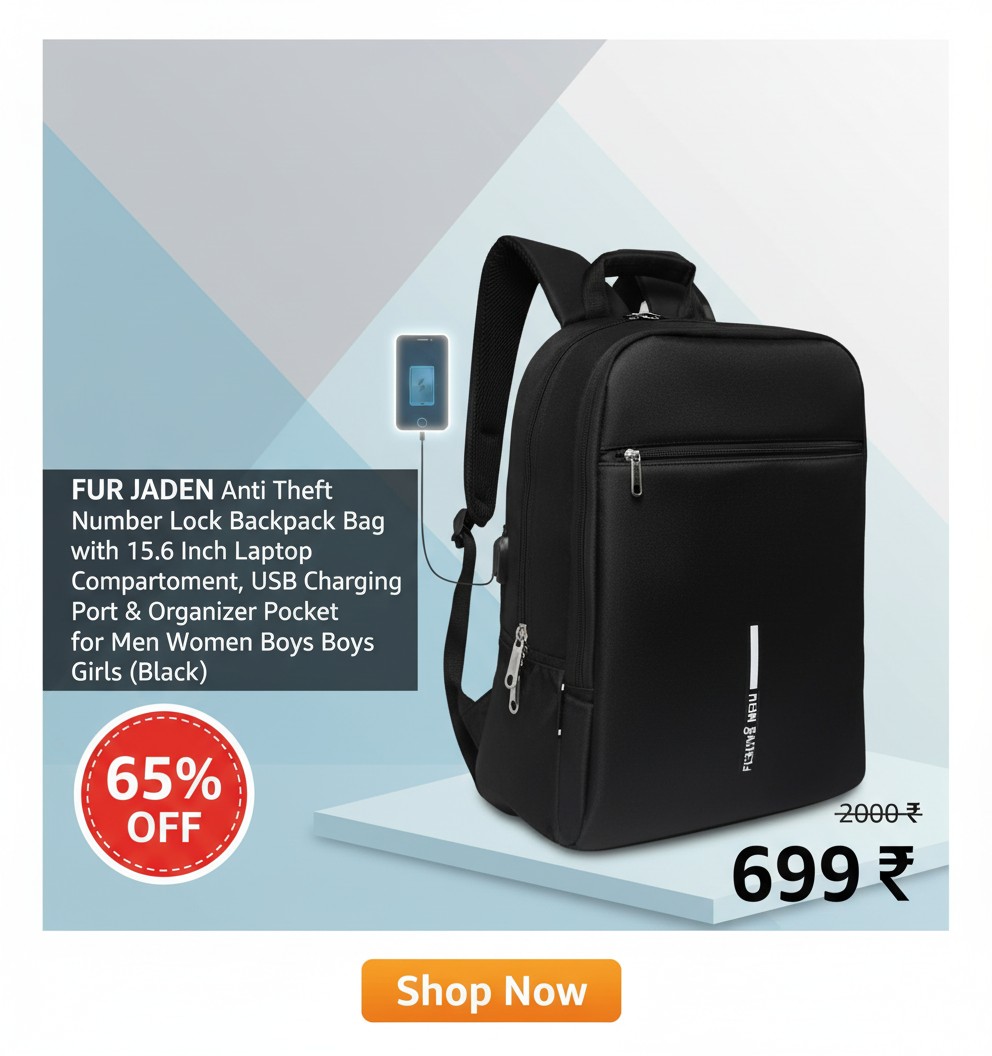 FUR JADEN Anti Theft
Number Lock Backpack Bag
with 15.6 Inch Laptop
Compartoment, USB Charging
Port & Organizer Pocket
for Men Women Boys Boys
Girls (Black)
65%
OFF
2000 ₹
699 ₹
Shop Now